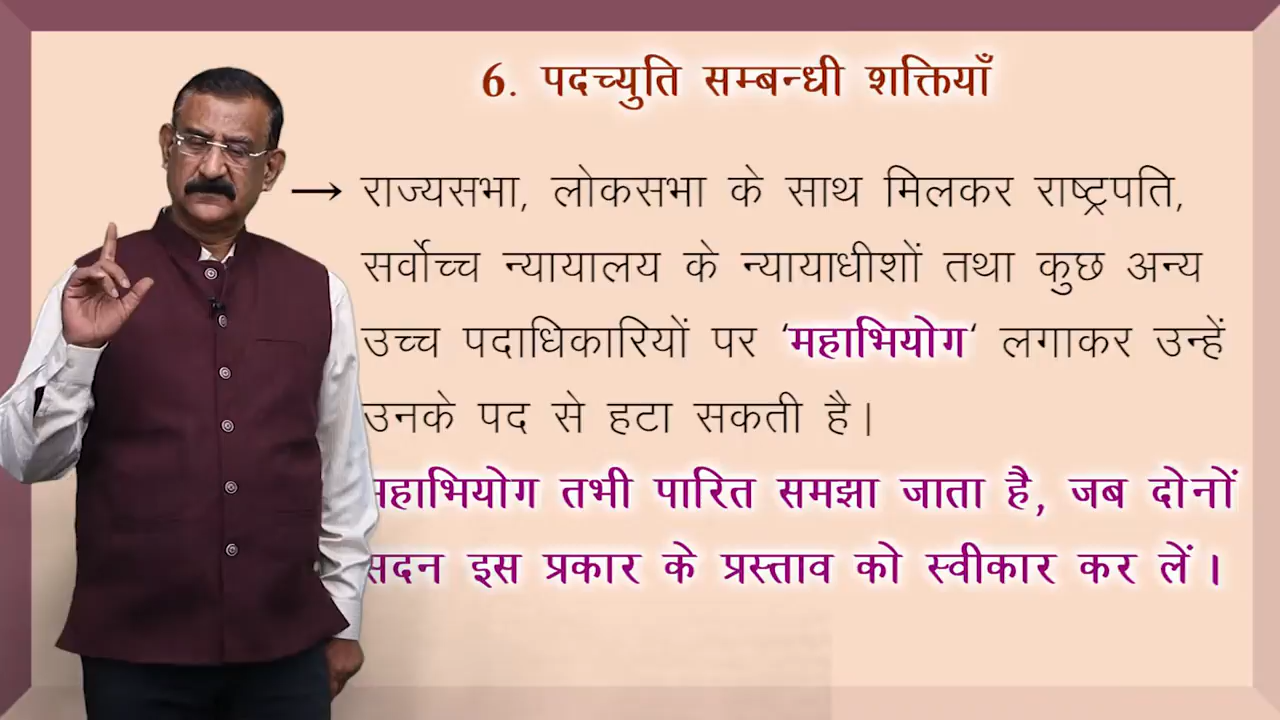 6. पदच्युति सम्बन्धी शक्तियाँ
→ राज्यसभा, लोकसभा के साथ मिलकर राष्ट्रपति,
सर्वोच्च न्यायालय के न्यायाधीशों तथा कुछ अन्य
उच्च पदाधिकारियों पर ‘महाभियोग‘ लगाकर उन्हें
उनके पद से हटा सकती है।
महाभियोग तभी पारित समझा जाता है, जब दोनों
सदन इस प्रकार के प्रस्ताव को स्वीकार कर लें।